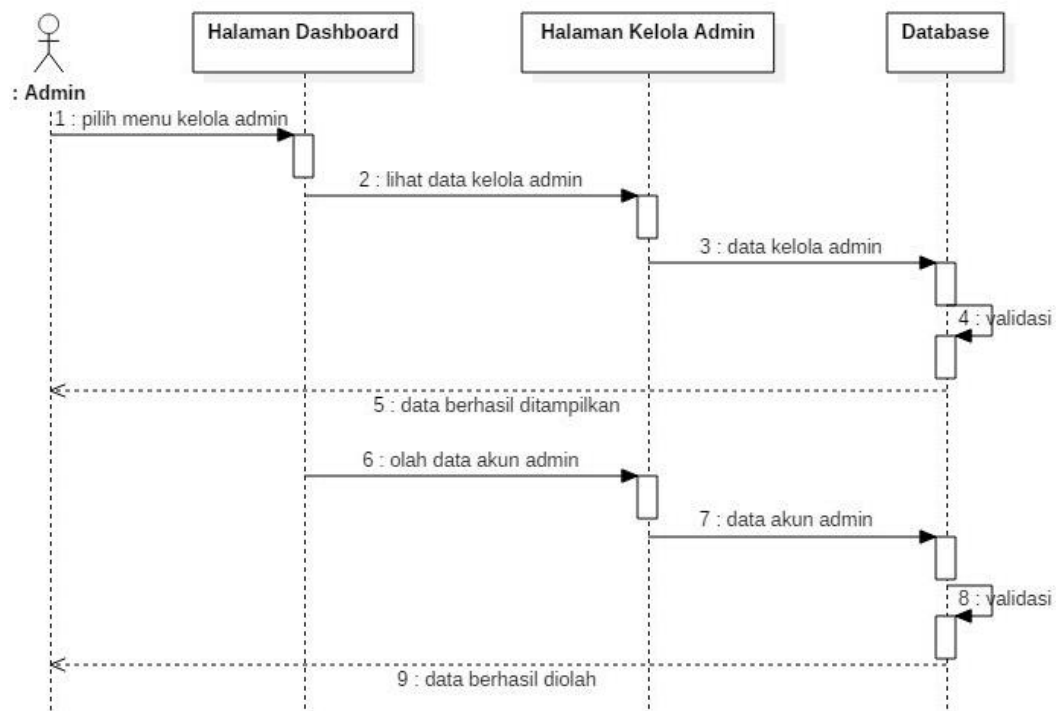 Halaman Dashboard
Halaman Kelola Admin
Database
: Admin
1 : pilih menu kelola admin
2 : lihat data kelola admin
3 : data kelola admin
4 : validasi
5 : data berhasil ditampilkan
6 : olah data akun admin
7 : data akun admin
8 : validasi
9 : data berhasil diolah